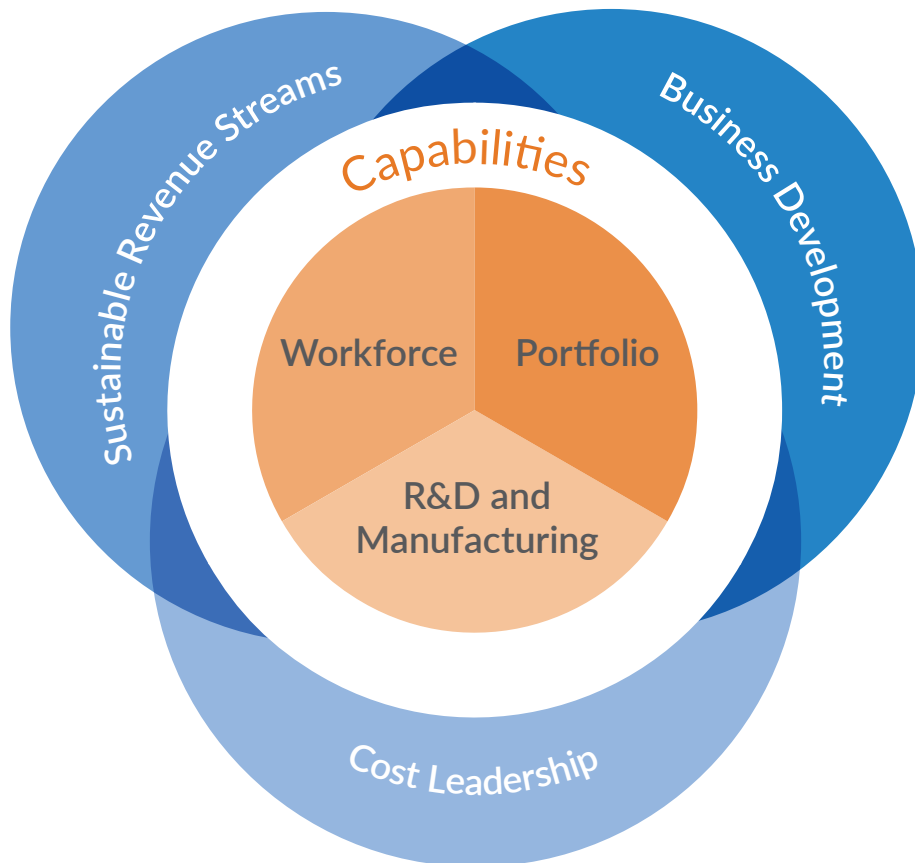 Sustainable Revenue Streams
Business Development
Capabilities
Workforce
Portfolio
R&D and
Manufacturing
Cost Leadership